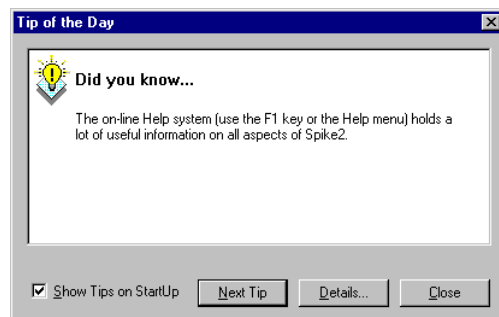 Tip of the Day
Did you know...
The on-line Help system (use the F1 key or the Help menu) holds a
lot of useful information on all aspects of Spike2.
Show Tips on StartUp Next Tip Details... Close